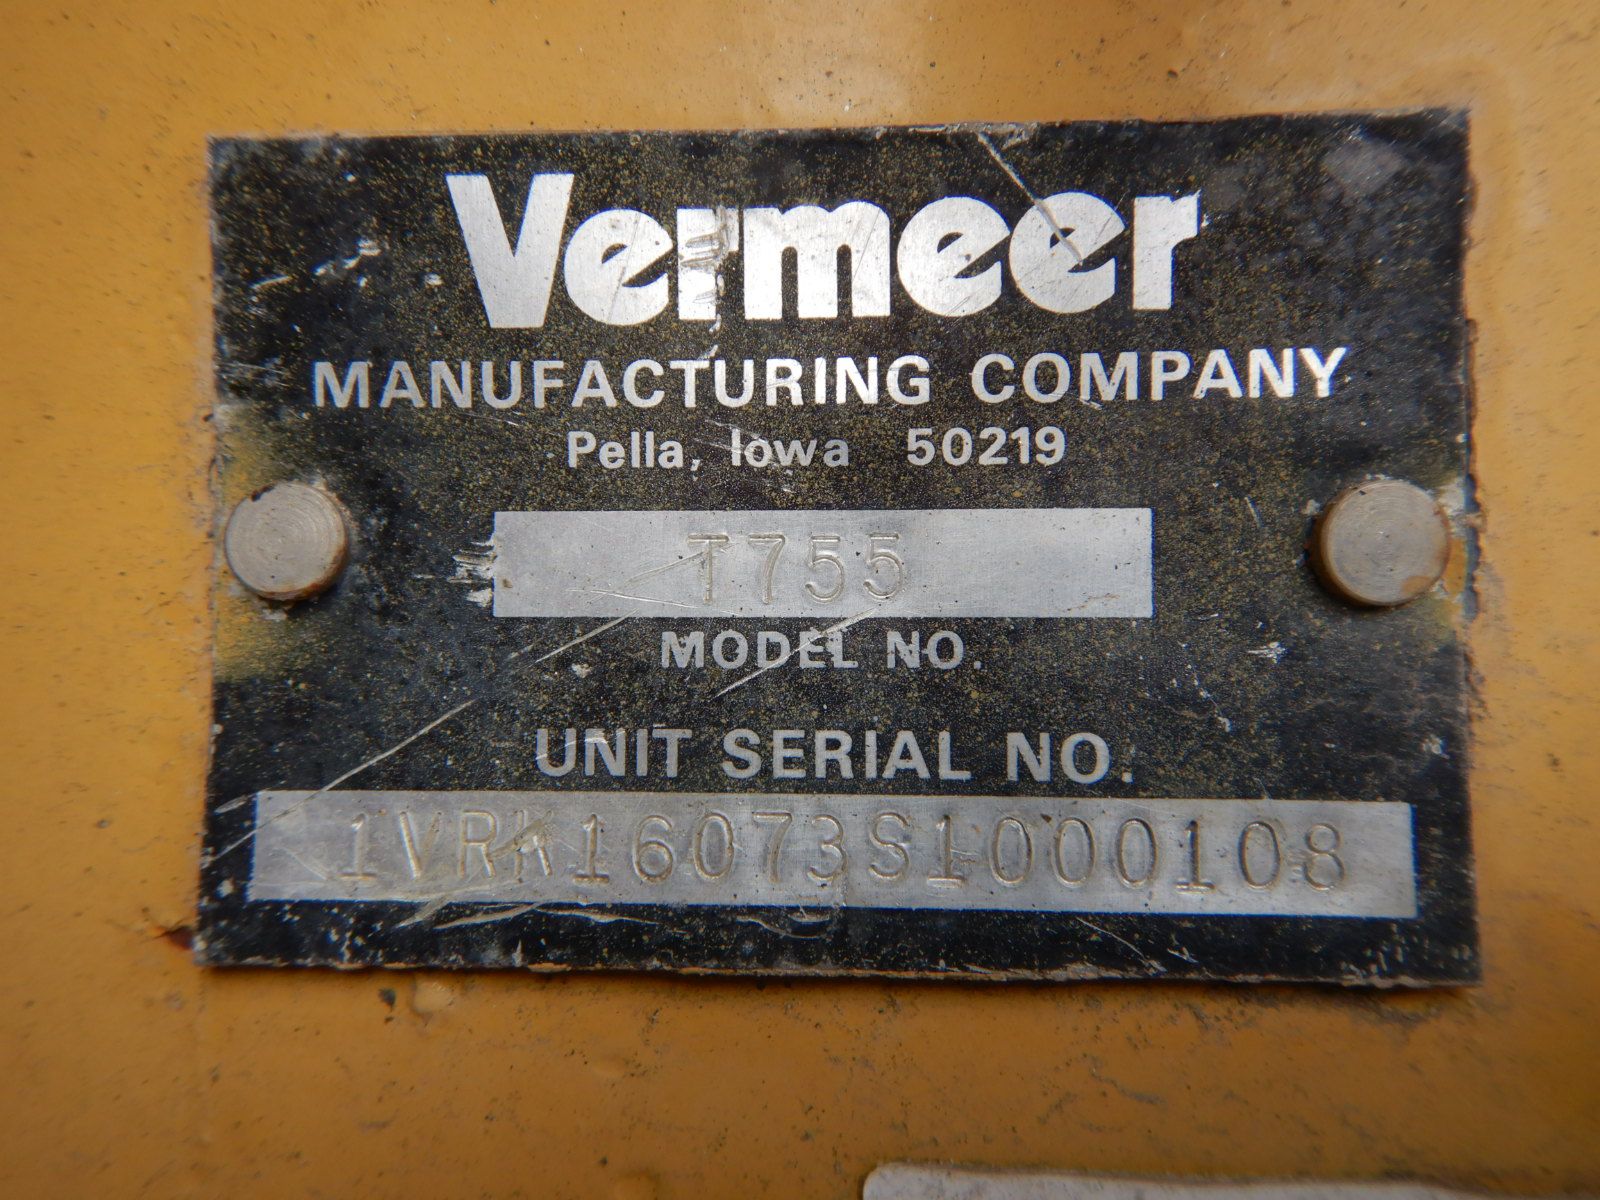 Vermeer
MANUFACTURING COMPANY
Pella, Iowa 50219
T755
MODEL NO.
UNIT SERIAL NO.
1VRK16073S1000108